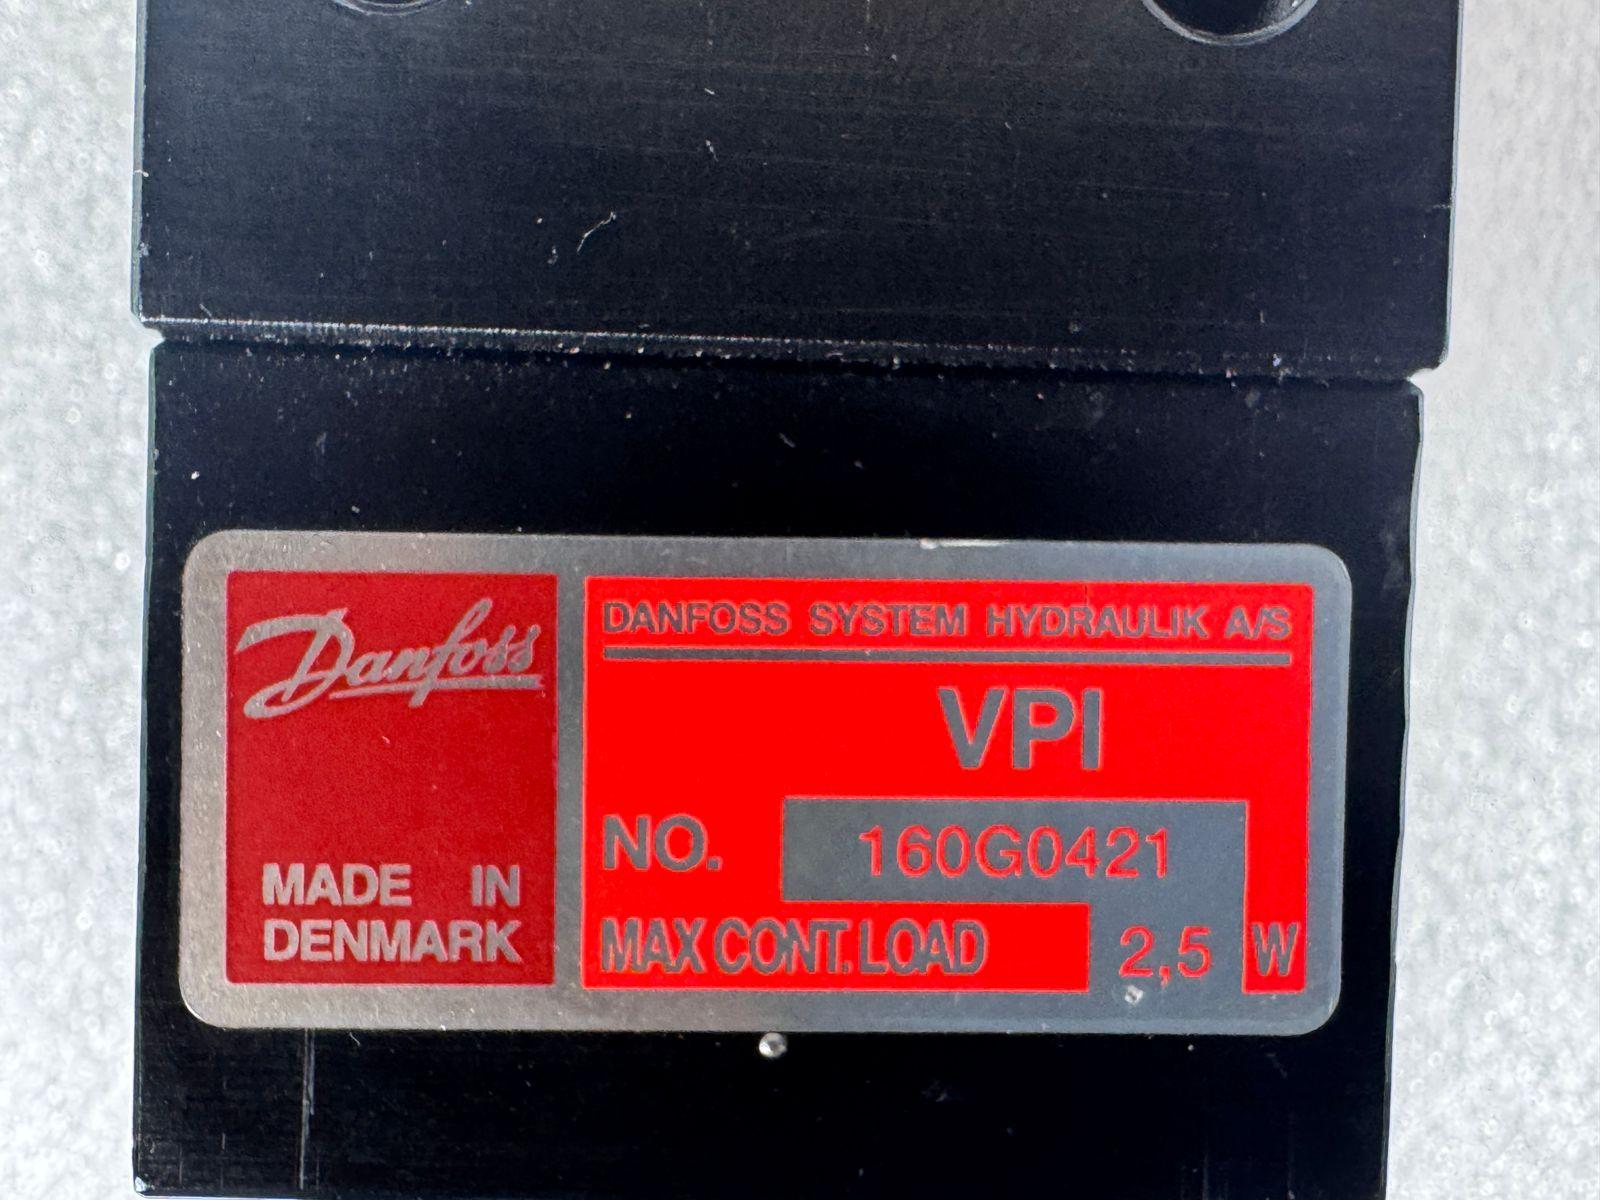 Danfoss
MADE IN
DENMARK
DANFOSS SYSTEM HYDRAULIK A/S
VPI
NO. 160G0421
MAX CONT. LOAD 2,5 W